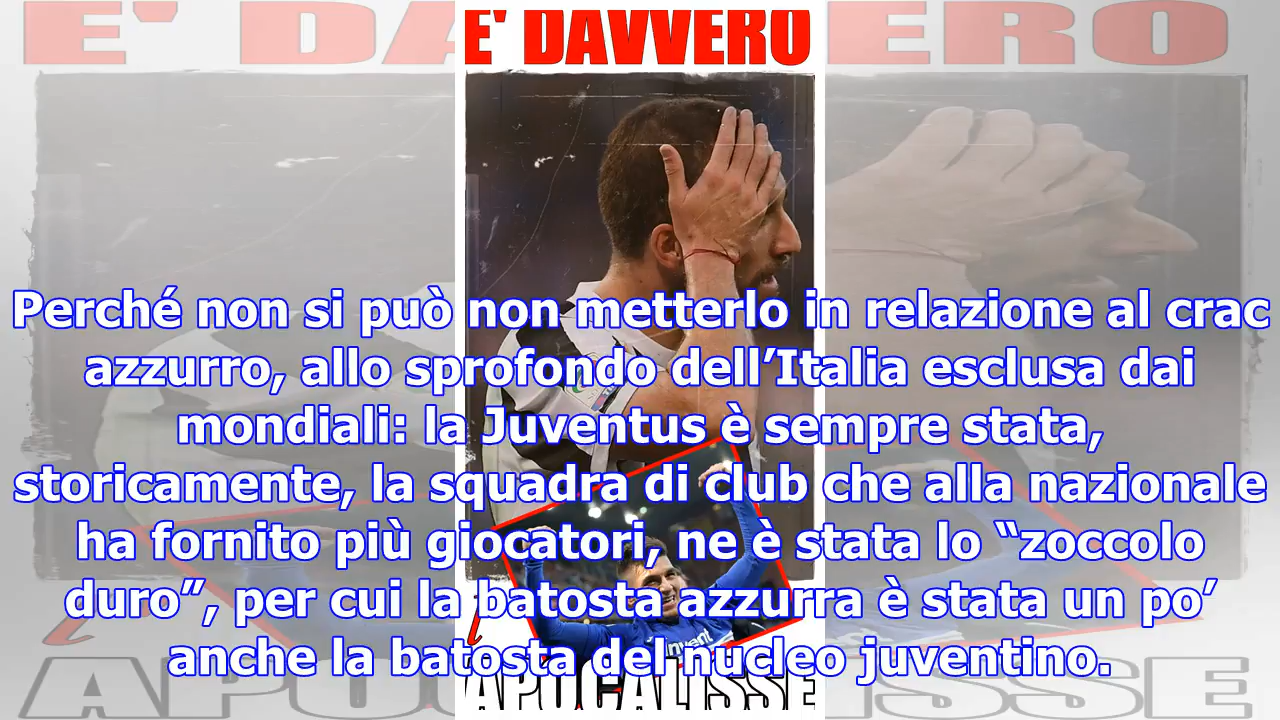 E' DAVVERO
Perché non si può non metterlo in relazione al crac
azzurro, allo sprofondo dell’Italia esclusa dai
mondiali: la Juventus è sempre stata,
storicamente, la squadra di club che alla nazionale
ha fornito più giocatori, ne è stata lo “zoccolo
duro”, per cui la batosta azzurra è stata un po’
anche la batosta del nucleo juventino.
APOCALISSE